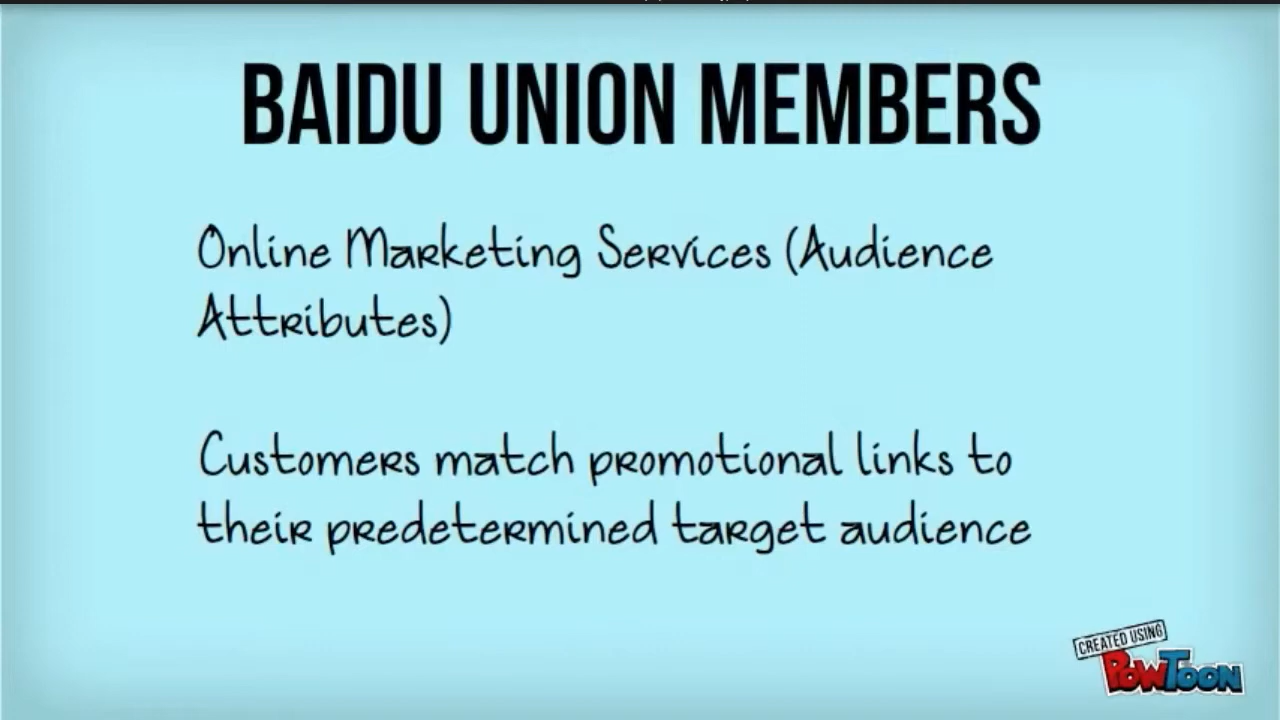 BAIDU UNION MEMBERS
Online Marketing Services (Audience
Attributes)
Customers match promotional links to
their predetermined target audience
CREATED USING
POWTOON